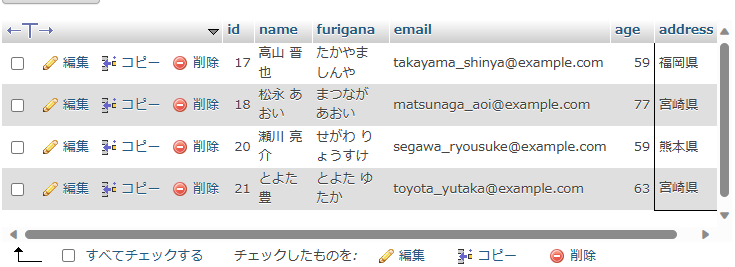 id name furigana email age address
編集 コピー 削除 17 高山 晋也 たかやま しんや takayama_shinya@example.com 59 福岡県
編集 コピー 削除 18 松永 あおい まつなが あおい matsunaga_aoi@example.com 77 宮崎県
編集 コピー 削除 20 瀬川 亮介 せがわ りょうすけ segawa_ryousuke@example.com 59 熊本県
編集 コピー 削除 21 とよた 豊 とよた ゆたか toyota_yutaka@example.com 63 宮崎県
すべてチェックする チェックしたものを: 編集 コピー 削除